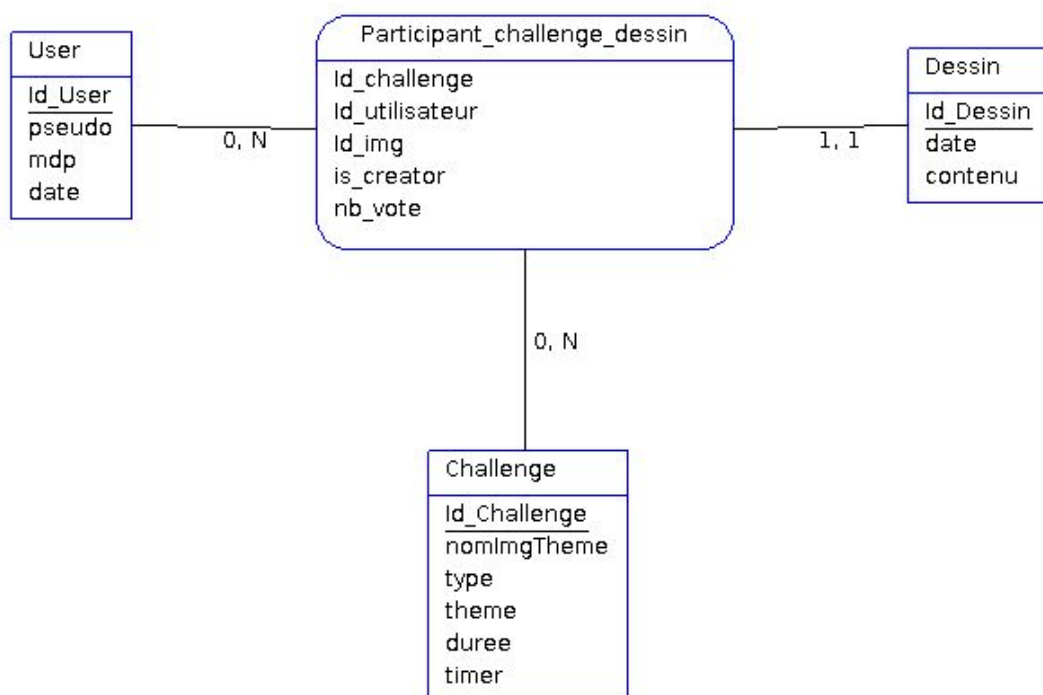 User
Id_User
pseudo
mdp
date
0, N
Participant_challenge_dessin
Id_challenge
Id_utilisateur
Id_img
is_creator
nb_vote
1, 1
Dessin
Id_Dessin
date
contenu
0, N
Challenge
Id_Challenge
nomImgTheme
type
theme
duree
timer